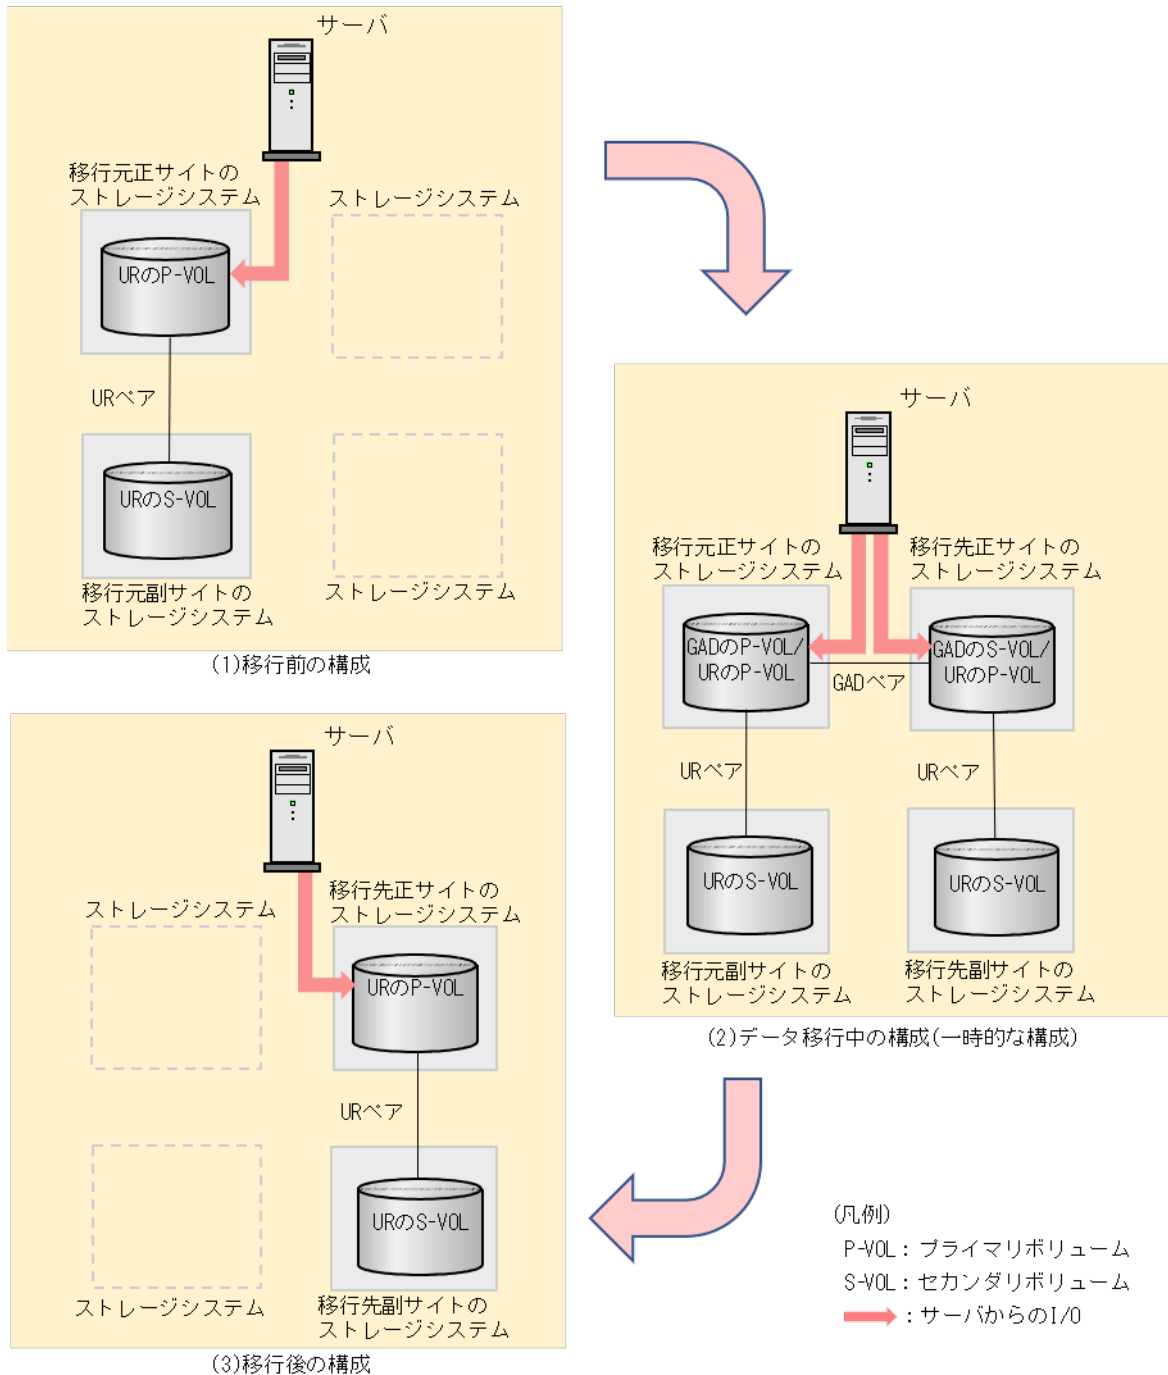 サーバ
移行元正サイトの
ストレージシステム
ストレージシステム
URのP-VOL
URペア
URのS-VOL
移行元副サイトの
ストレージシステム
ストレージシステム
(1)移行前の構成
サーバ
移行元正サイトの
ストレージシステム
移行先正サイトの
ストレージシステム
GADのP-VOL/
URのP-VOL
GADのS-VOL/
URのP-VOL
GADペア
URペア
URペア
URのS-VOL
URのS-VOL
移行元副サイトの
ストレージシステム
移行先副サイトの
ストレージシステム
(2)データ移行中の構成(一時的な構成)
サーバ
ストレージシステム
移行先正サイトの
ストレージシステム
URのP-VOL
URペア
URのS-VOL
ストレージシステム
移行先副サイトの
ストレージシステム
(3)移行後の構成
(凡例)
P-VOL：プライマリボリューム
S-VOL：セカンダリボリューム
：サーバからのI/O